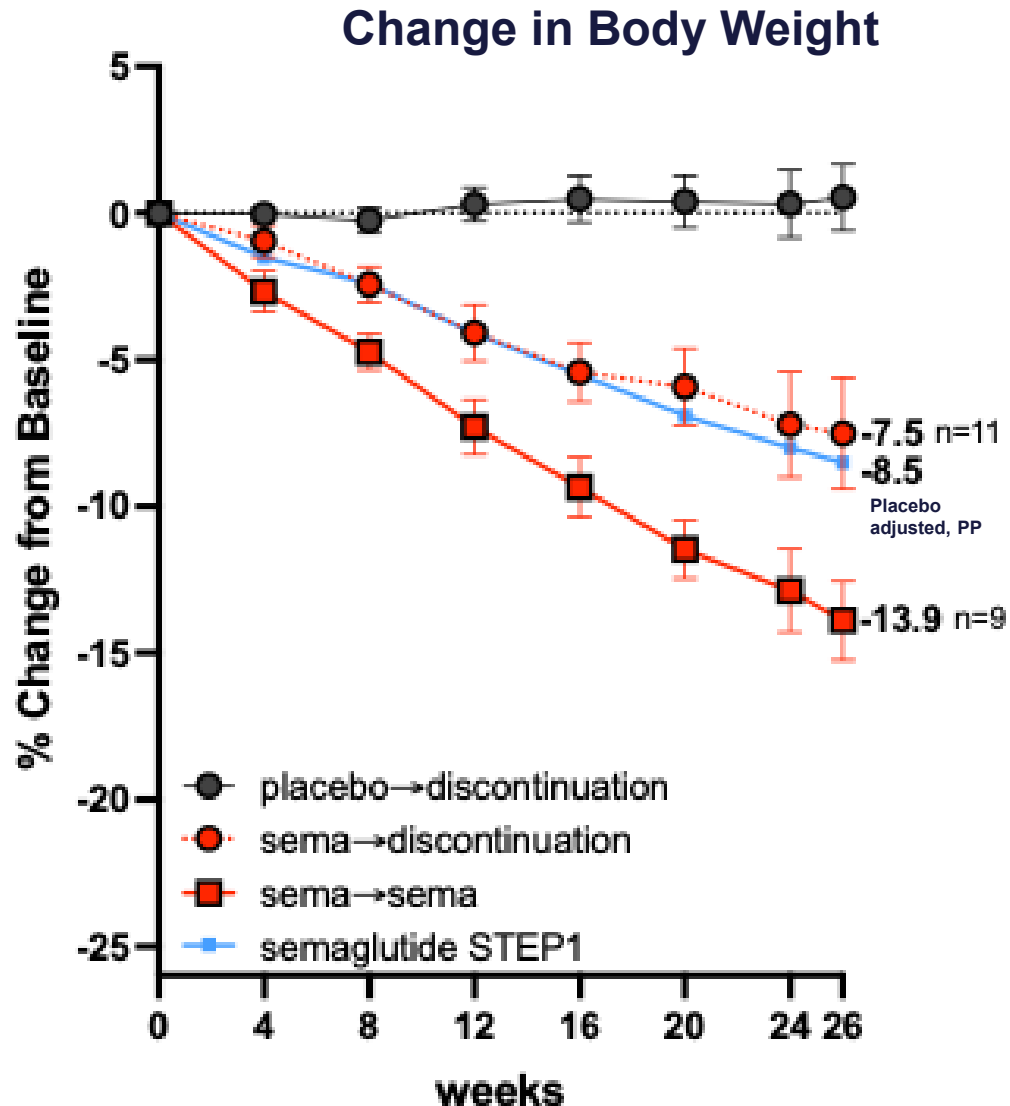 Change in Body Weight
% Change from Baseline
5
0
-5
-10
-15
-20
-25
-7.5 n=11
-8.5
Placebo
adjusted, PP
-13.9 n=9
placebo→discontinuation
sema→discontinuation
sema→sema
semaglutide STEP1
0 4 8 12 16 20 24 26
weeks